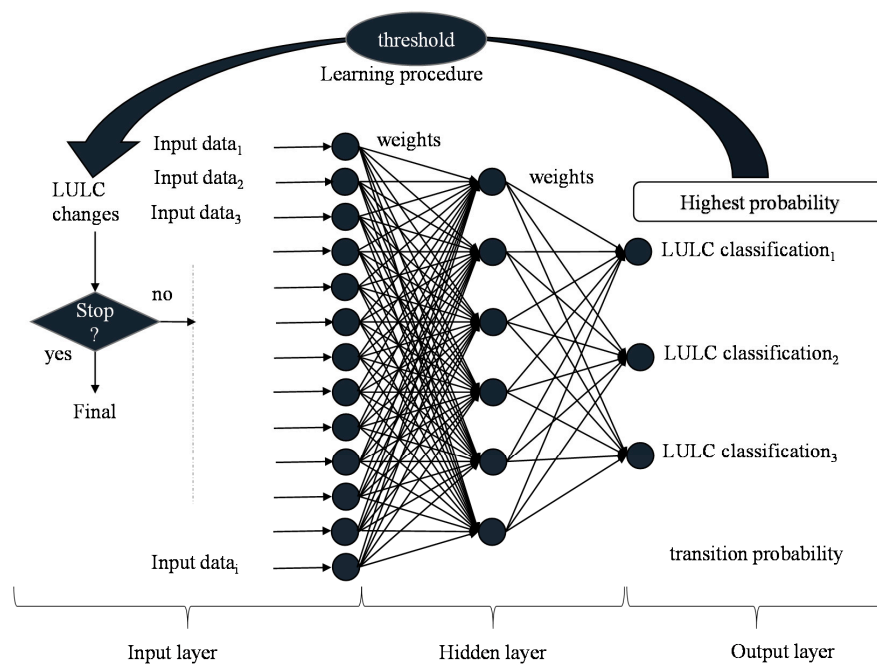 threshold
Learning procedure
Input data₁
weights
Input data₂
weights
LULC
changes
Input data₃
Highest probability
LULC classification₁
no
Stop
?
yes
LULC classification₂
Final
LULC classification₃
Input dataᵢ
transition probability
Input layer
Hidden layer
Output layer